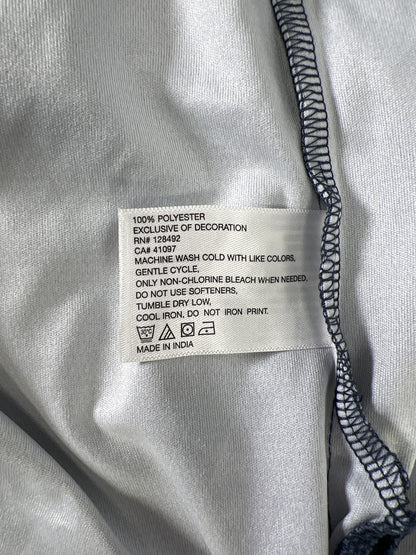 100% POLYESTER
EXCLUSIVE OF DECORATION
RN# 128492
CA# 41097
MACHINE WASH COLD WITH LIKE COLORS,
GENTLE CYCLE,
ONLY NON-CHLORINE BLEACH WHEN NEEDED,
DO NOT USE SOFTENERS,
TUMBLE DRY LOW,
COOL IRON, DO NOT IRON PRINT.
MADE IN INDIA